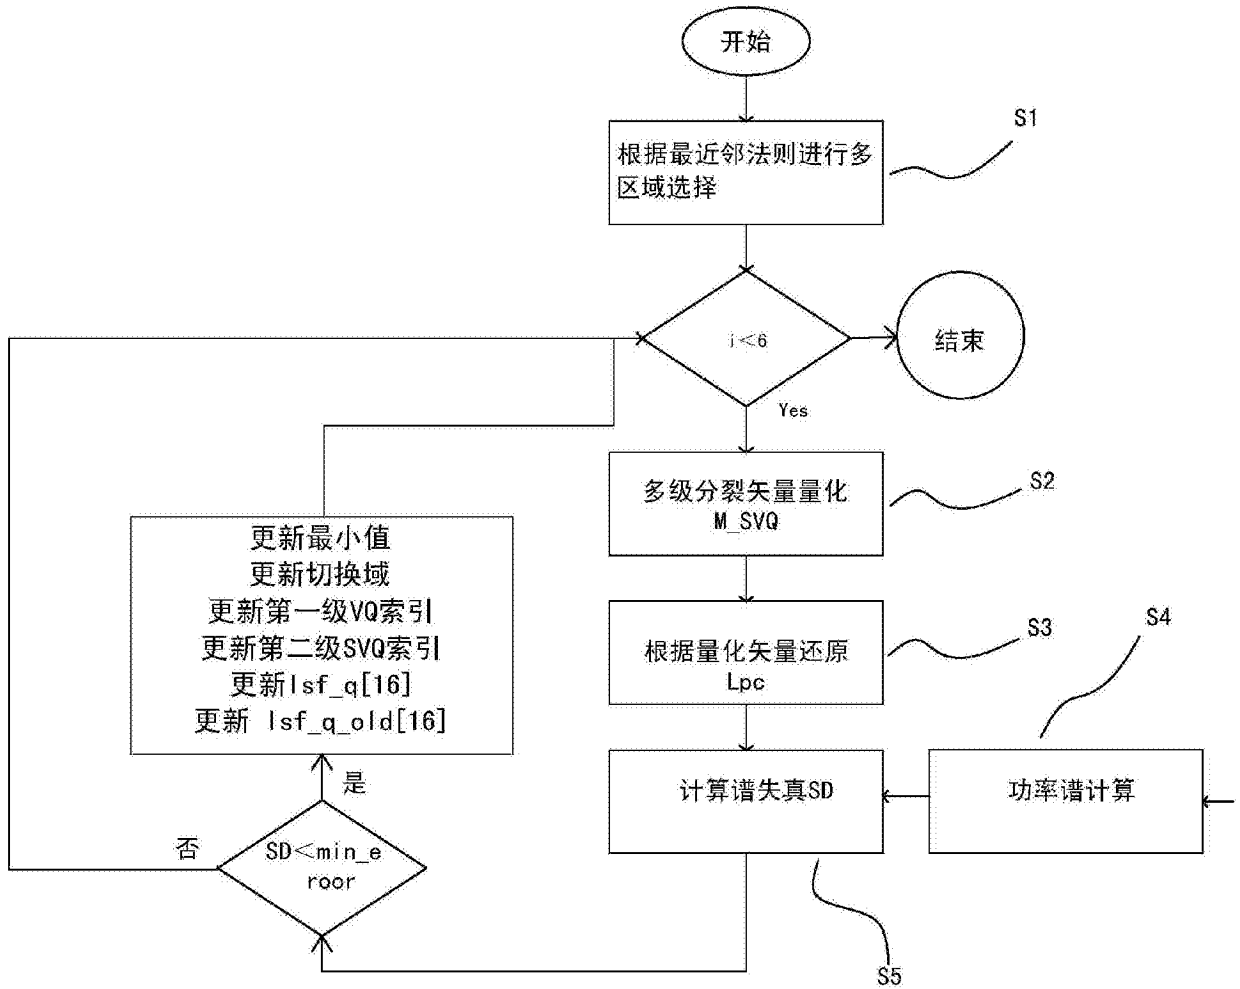 开始
S1
根据最近邻法则进行多
区域选择
i<6
结束
Yes
多级分裂矢量量化
M_SVQ
S2
根据量化矢量还原
Lpc
S3
S4
计算谱失真SD
功率谱计算
S5
更新最小值
更新切换域
更新第一级VQ索引
更新第二级SVQ索引
更新lsf_q[16]
更新 lsf_q_old[16]
是
否
SD<min_e
roor